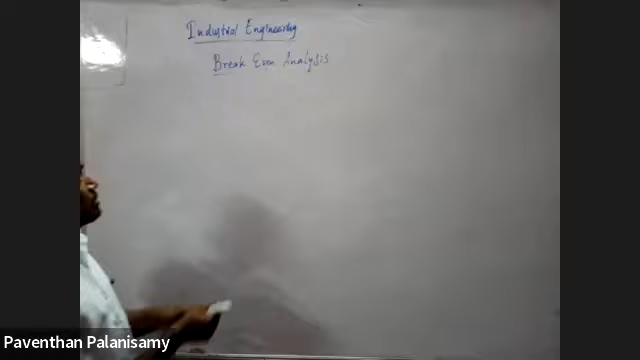 Industrial Engineering
Break Even Analysis
Paventhan Palanisamy